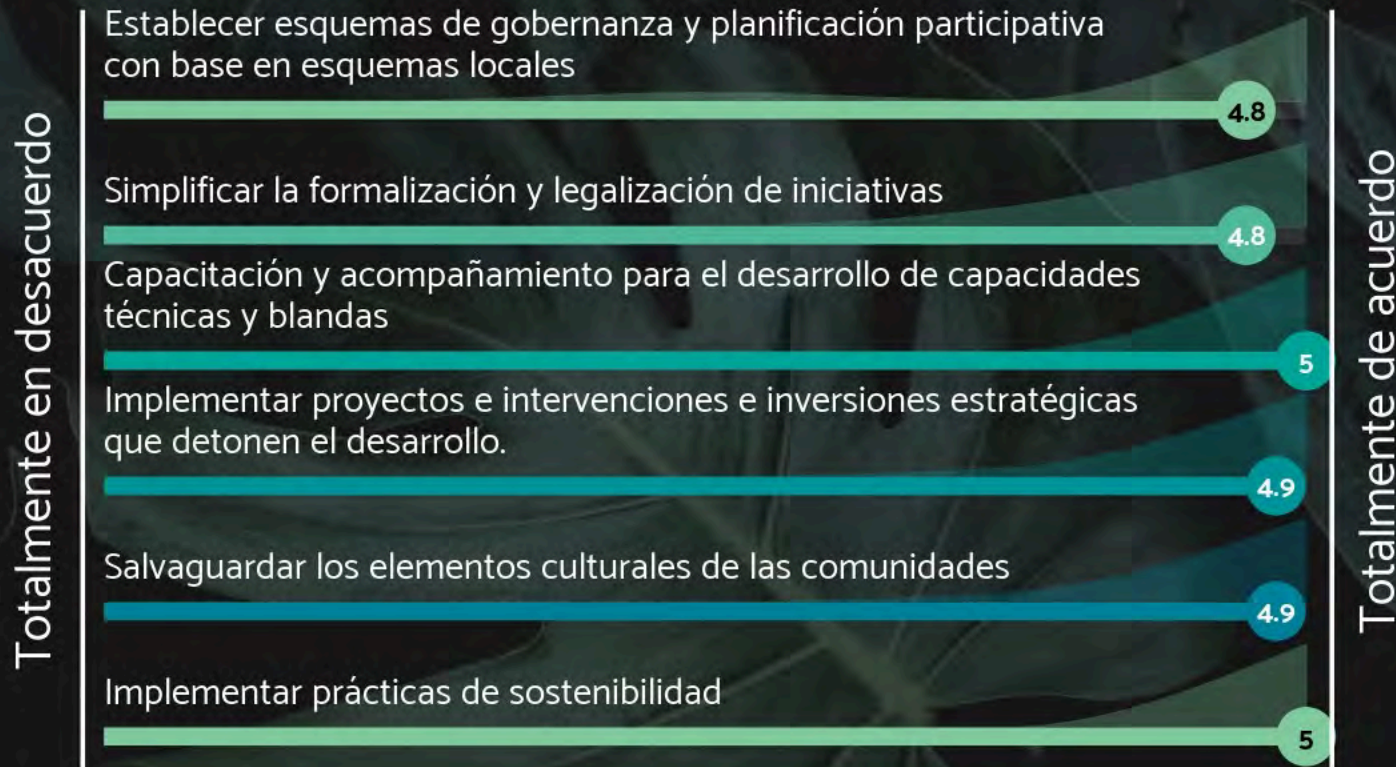 Totalmente en desacuerdo
Establecer esquemas de gobernanza y planificación participativa
con base en esquemas locales
4.8
Simplificar la formalización y legalización de iniciativas
4.8
Capacitación y acompañamiento para el desarrollo de capacidades
técnicas y blandas
5
Implementar proyectos e intervenciones e inversiones estratégicas
que detonen el desarrollo.
4.9
Salvaguardar los elementos culturales de las comunidades
4.9
Implementar prácticas de sostenibilidad
5
Totalmente de acuerdo